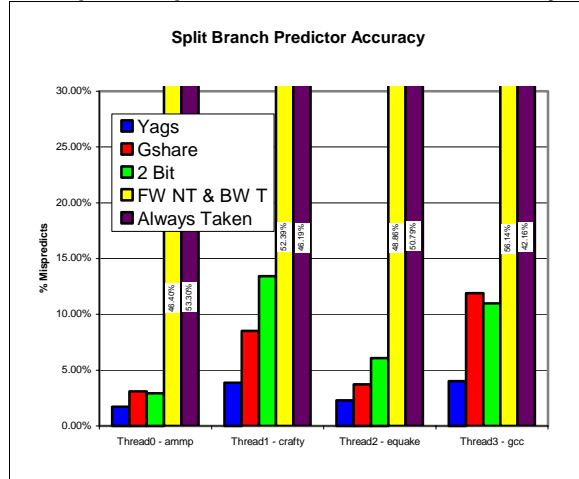 Split Branch Predictor Accuracy
30.00%
25.00%
20.00%
15.00%
10.00%
5.00%
0.00%
% Mispredicts
Yags
Gshare
2 Bit
FW NT & BW T
Always Taken
46.40%
53.30%
52.39%
46.19%
48.86%
50.79%
56.14%
42.16%
Thread0 - ammp
Thread1 - crafty
Thread2 - equake
Thread3 - gcc